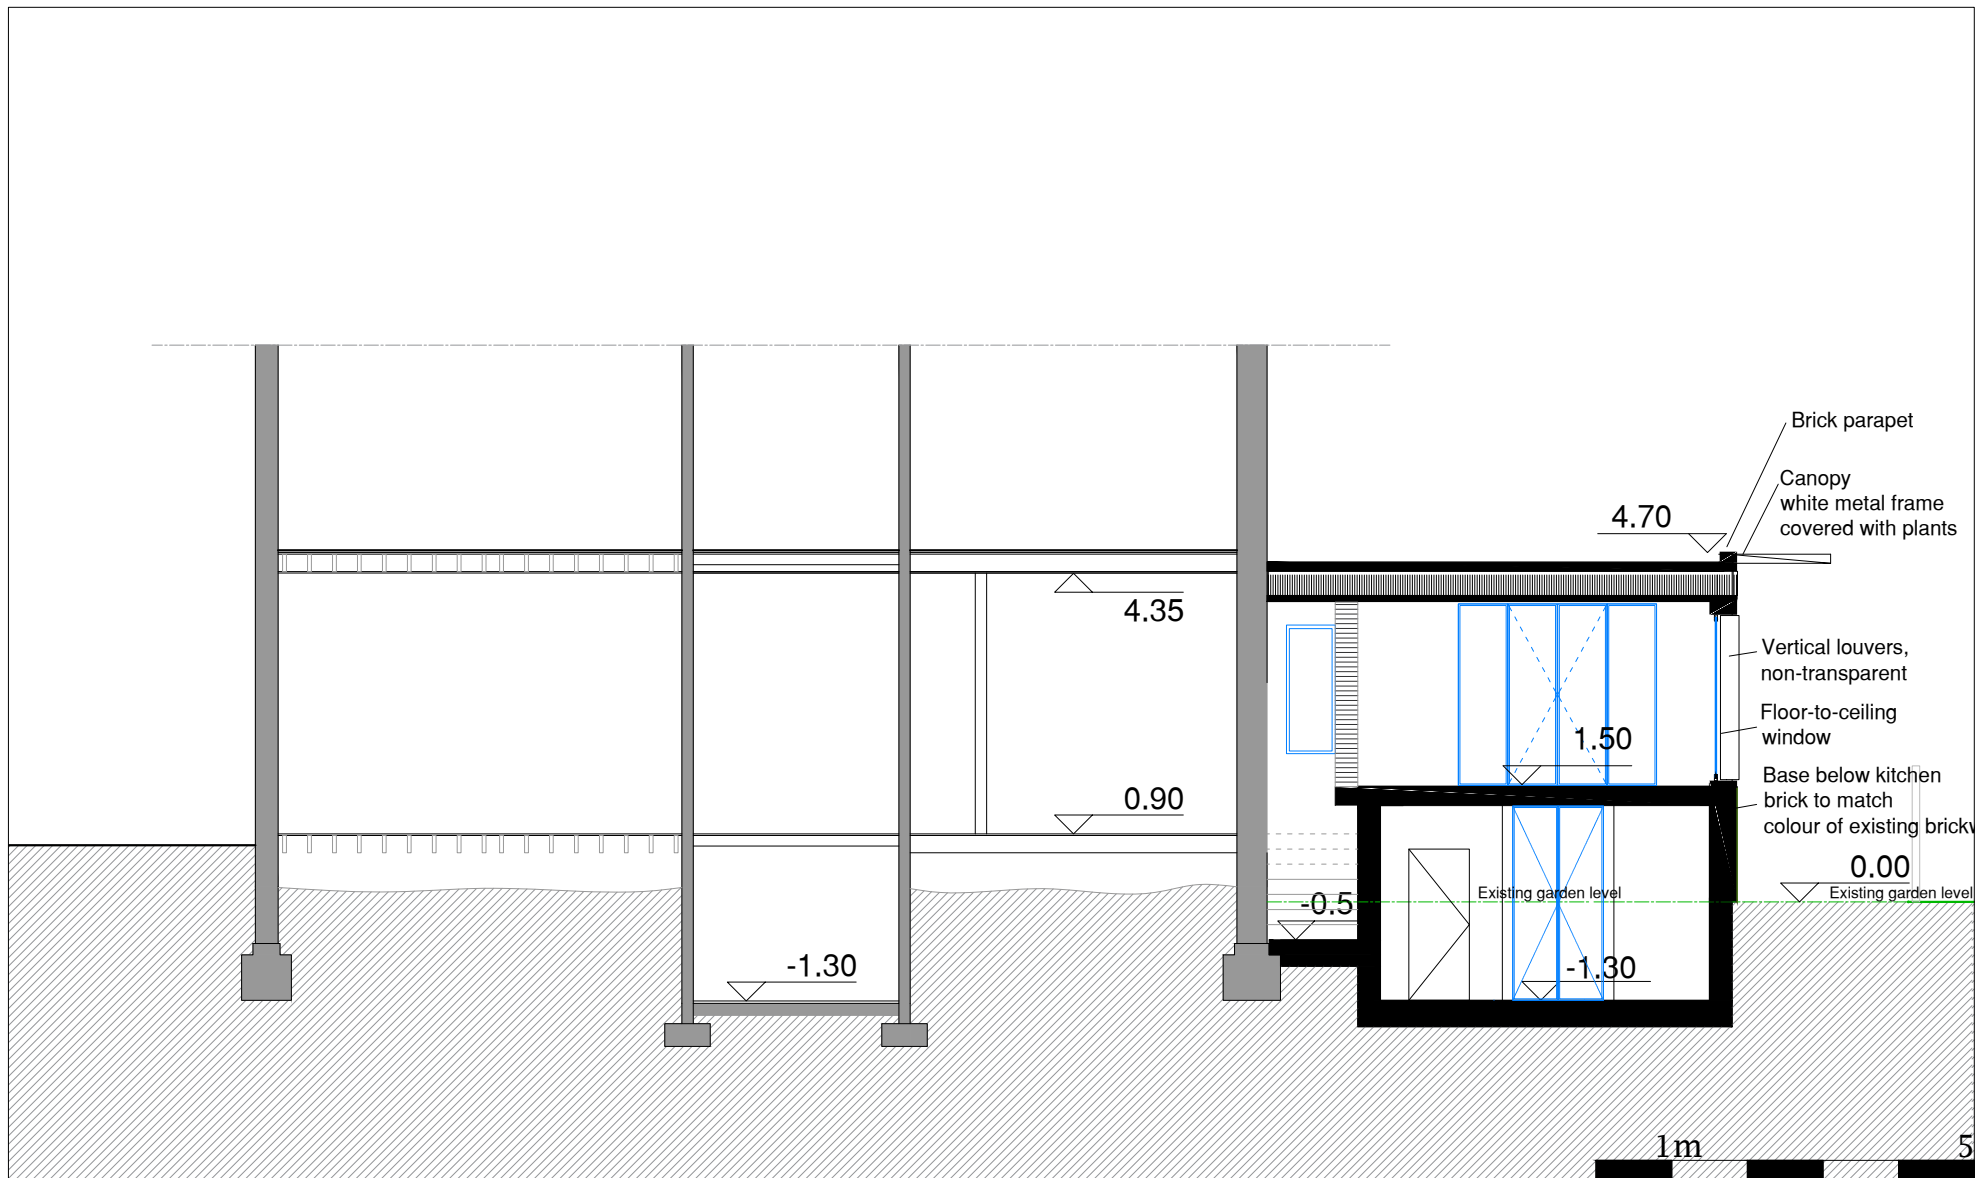 Brick parapet
Canopy
white metal frame
covered with plants
4.70
4.35
Vertical louvers,
non-transparent
Floor-to-ceiling
window
1.50
Base below kitchen
brick to match
colour of existing brick
0.90
0.00
Existing garden level
Existing garden level
-0.5
-1.30
-1.30
1m
5